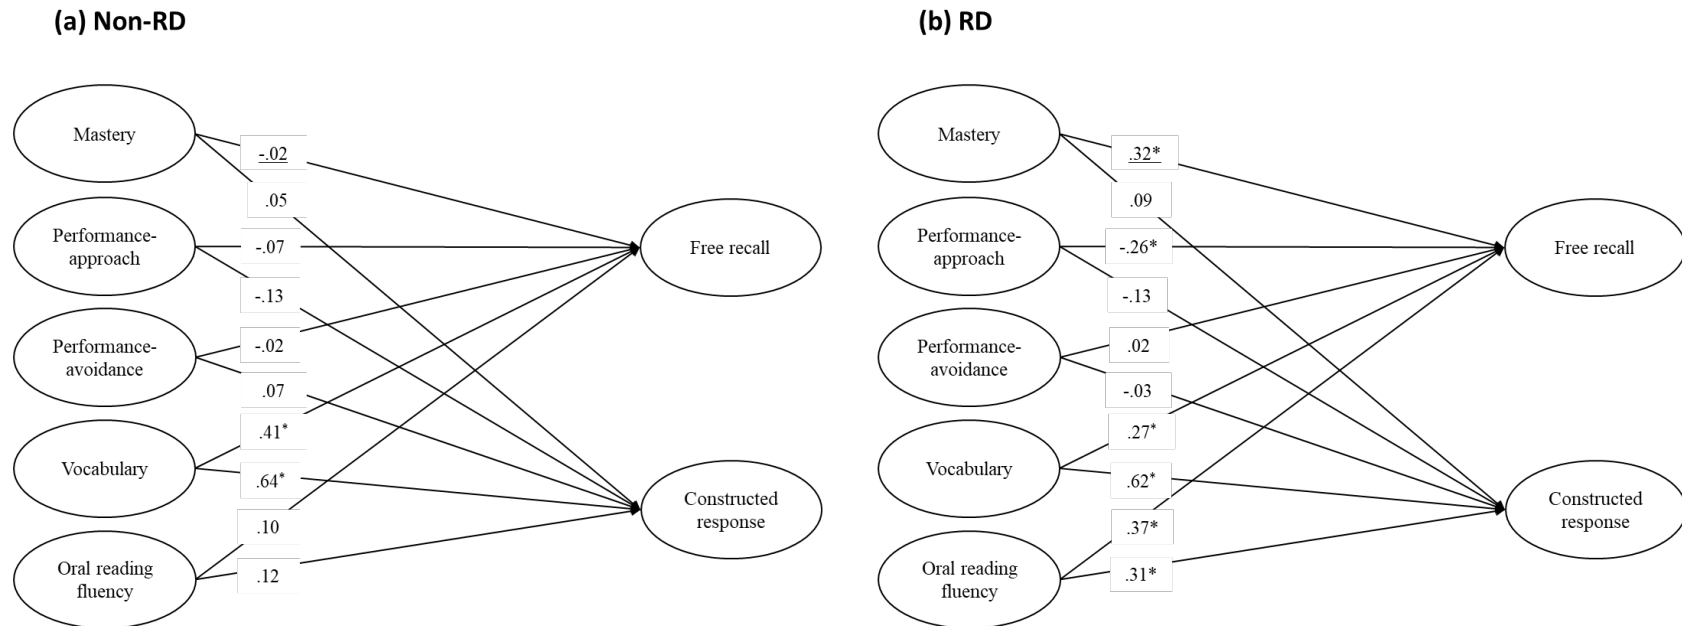 (a) Non-RD
Mastery
Performance-
approach
Performance-
avoidance
Vocabulary
Oral reading
fluency
-.02
.05
-.07
-.13
-.02
.07
.41*
.64*
.10
.12
Free recall
Constructed
response
(b) RD
Mastery
Performance-
approach
Performance-
avoidance
Vocabulary
Oral reading
fluency
.32*
.09
-.26*
-.13
.02
-.03
.27*
.62*
.37*
.31*
Free recall
Constructed
response